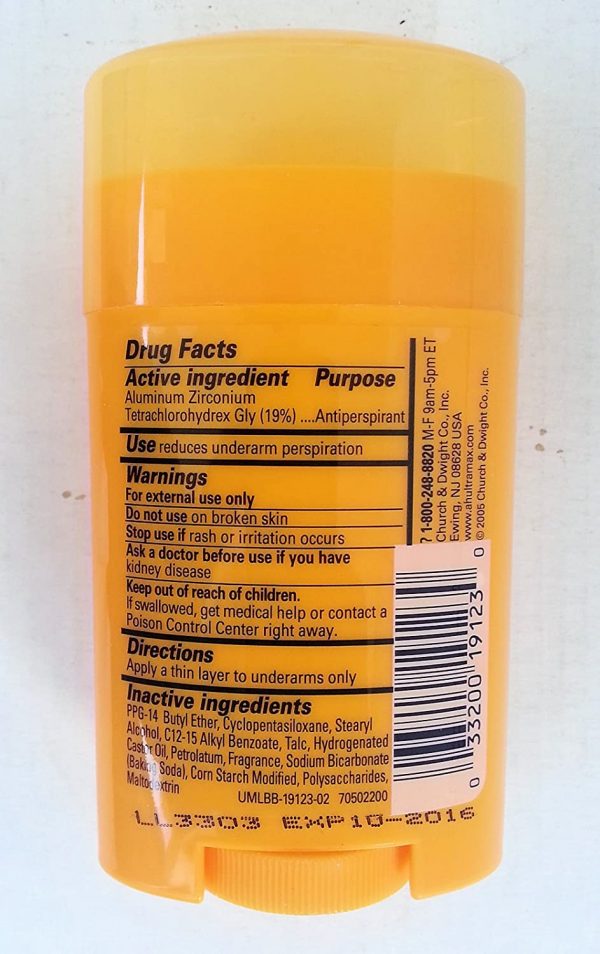 Drug Facts
Active ingredient Purpose
Aluminum Zirconium
Tetrachlorohydrex Gly (19%) ....Antiperspirant
Use reduces underarm perspiration
Warnings
For external use only
Do not use on broken skin
Stop use if rash or irritation occurs
Ask a doctor before use if you have
kidney disease
Keep out of reach of children.
If swallowed, get medical help or contact a
Poison Control Center right away.
Directions
Apply a thin layer to underarms only
Inactive ingredients
PPG-14 Butyl Ether, Cyclopentasiloxane, Stearyl
Alcohol, C12-15 Alkyl Benzoate, Talc, Hydrogenated
Castor Oil, Petrolatum, Fragrance, Sodium Bicarbonate
(Baking Soda), Corn Starch Modified, Polysaccharides,
Maltodextrin
UMLBB-19123-02 70502200
LL3303 EXP10-2016
? 1-800-248-8820 M-F 9am-5pm ET
Church & Dwight Co., Inc.
Ewing, NJ 08628 USA
www.ahultramax.com
© 2005 Church & Dwight Co., Inc.
0 33200 19123 0